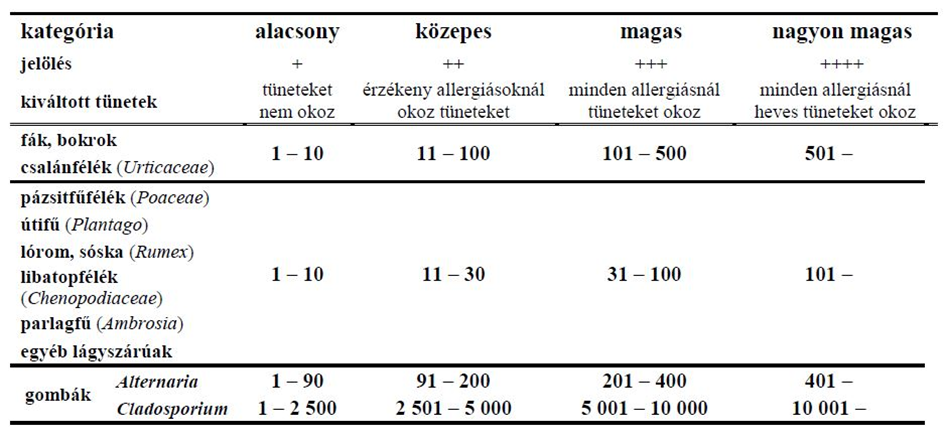 kategória alacsony közepes magas nagyon magas
jelölés + ++ +++ ++++
kiváltott tünetek tüneteket nem okoz érzékeny allergiásoknál okoz tüneteket minden allergiásnál tüneteket okoz minden allergiásnál heves tüneteket okoz
fák, bokrok
csalánfélék (Urticaceae) 1 – 10 11 – 100 101 – 500 501 –
pázsitfűfélék (Poaceae)
útifű (Plantago)
lórom, sóska (Rumex)
libatopfélék
(Chenopodiaceae)
parlagfű (Ambrosia)
egyéb lágyszárúak
1 – 10 11 – 30 31 – 100 101 –
gombák
Alternaria 1 – 90 91 – 200 201 – 400 401 –
Cladosporium 1 – 2 500 2 501 – 5 000 5 001 – 10 000 10 001 –